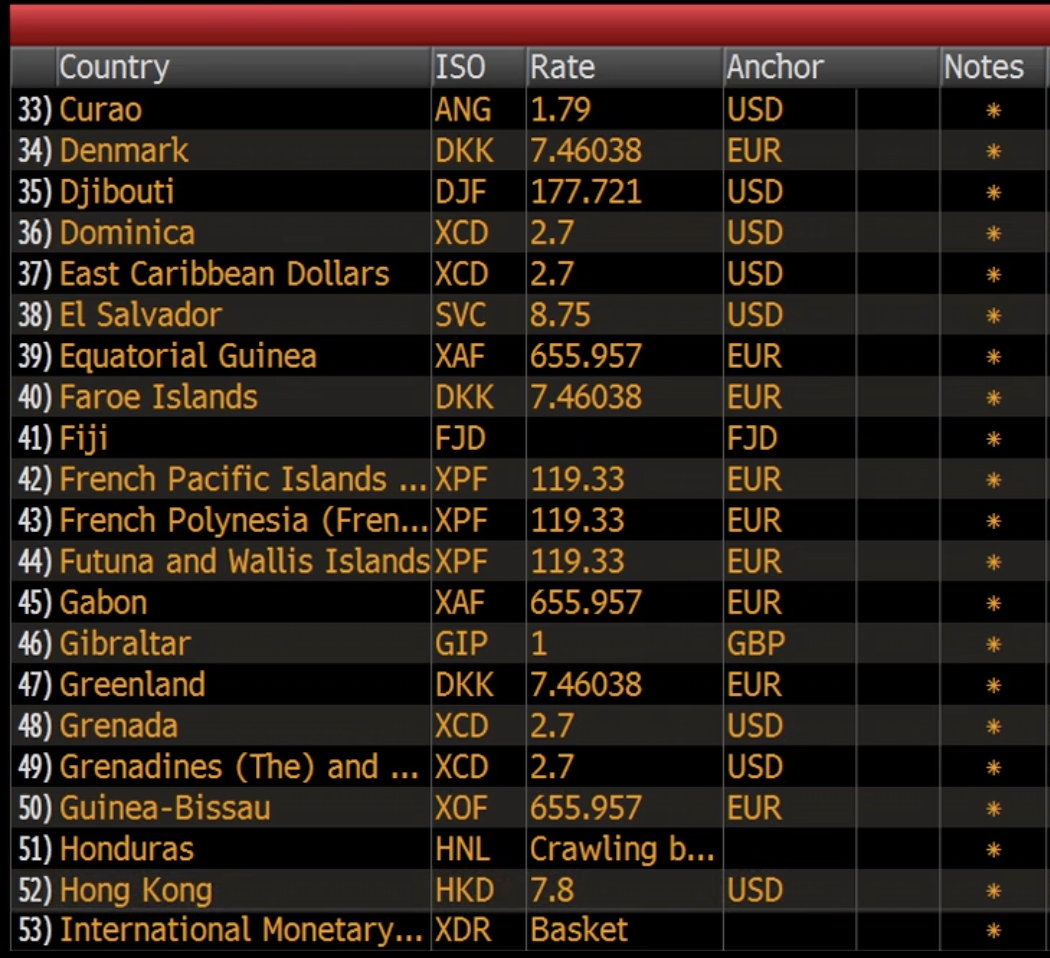 Country ISO Rate Anchor Notes
33) Curao ANG 1.79 USD *
34) Denmark DKK 7.46038 EUR *
35) Djibouti DJF 177.721 USD *
36) Dominica XCD 2.7 USD *
37) East Caribbean Dollars XCD 2.7 USD *
38) El Salvador SVC 8.75 USD *
39) Equatorial Guinea XAF 655.957 EUR *
40) Faroe Islands DKK 7.46038 EUR *
41) Fiji FJD FJD *
42) French Pacific Islands ... XPF 119.33 EUR *
43) French Polynesia (Fren... XPF 119.33 EUR *
44) Futuna and Wallis Islands XPF 119.33 EUR *
45) Gabon XAF 655.957 EUR *
46) Gibraltar GIP 1 GBP *
47) Greenland DKK 7.46038 EUR *
48) Grenada XCD 2.7 USD *
49) Grenadines (The) and ... XCD 2.7 USD *
50) Guinea-Bissau XOF 655.957 EUR *
51) Honduras HNL Crawling b... *
52) Hong Kong HKD 7.8 USD *
53) International Monetary... XDR Basket *